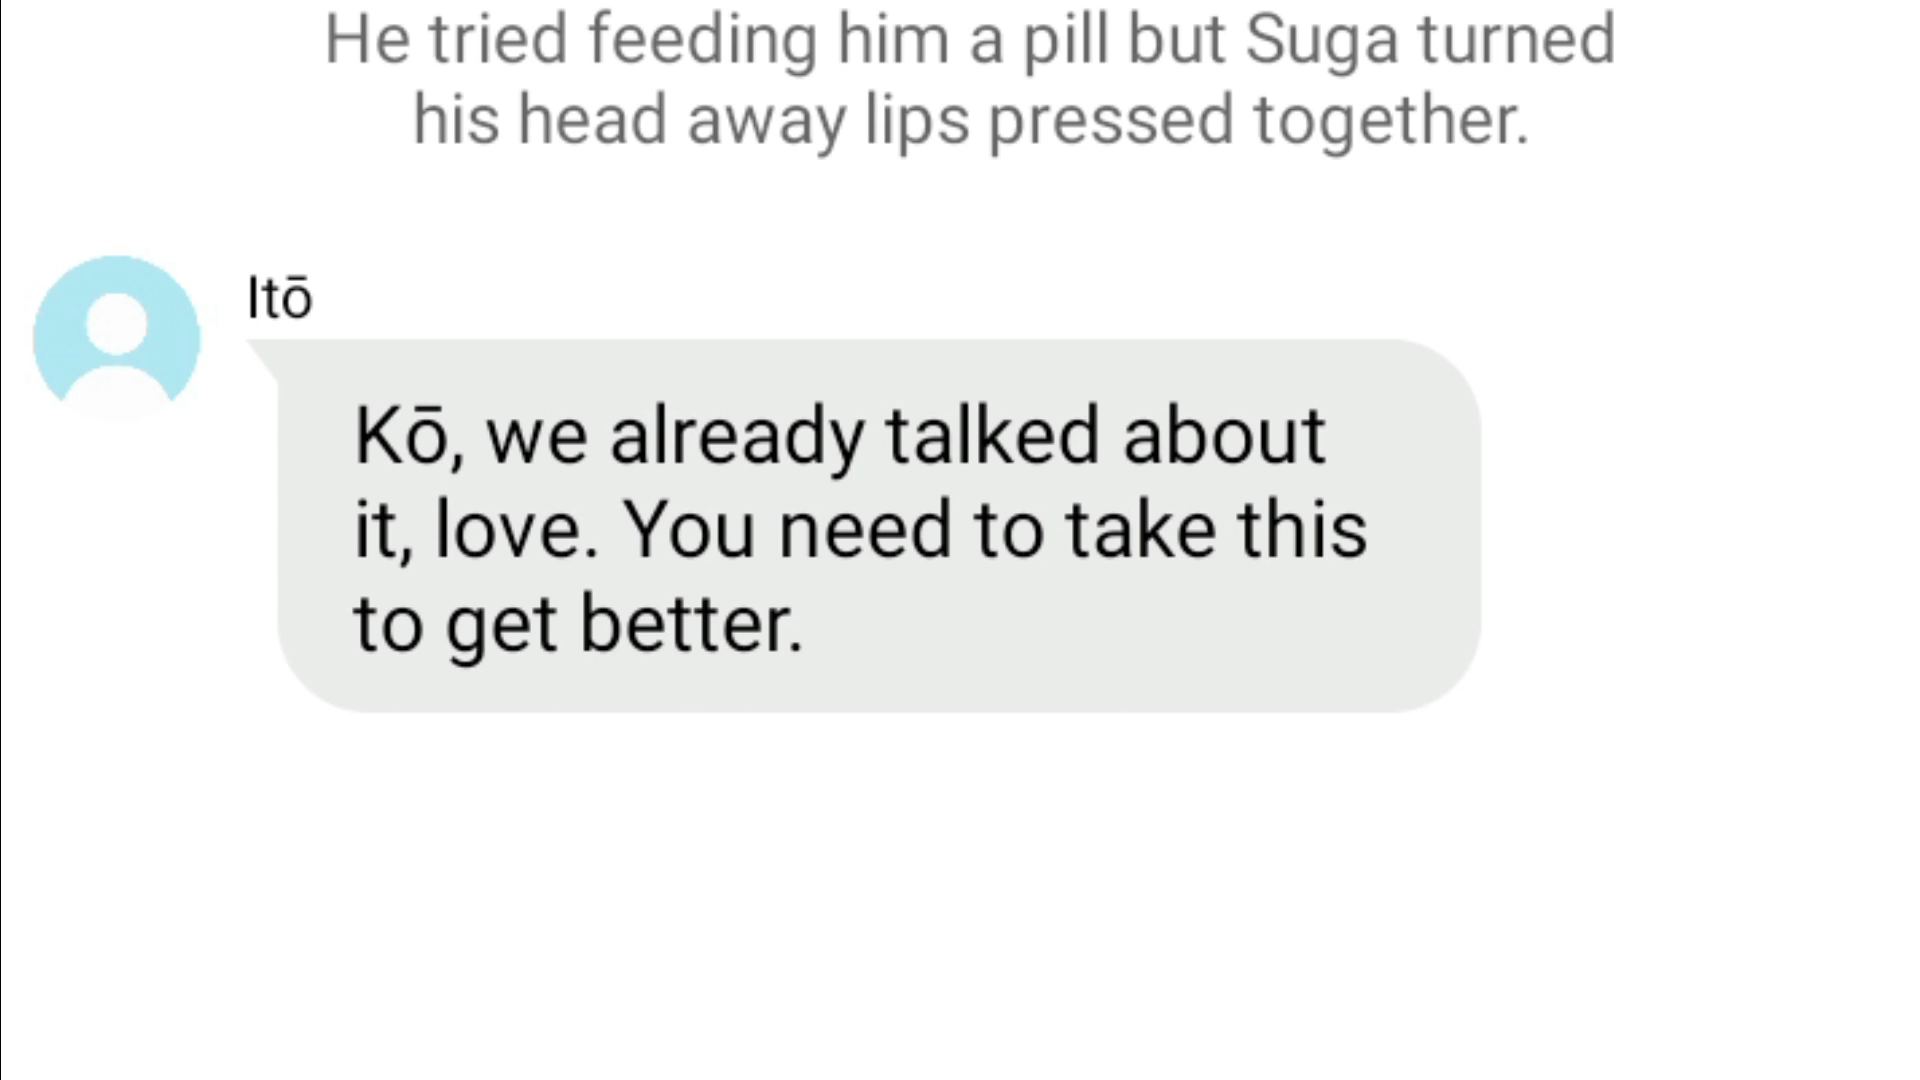 He tried feeding him a pill but Suga turned
his head away lips pressed together.
Itō
Kō, we already talked about
it, love. You need to take this
to get better.